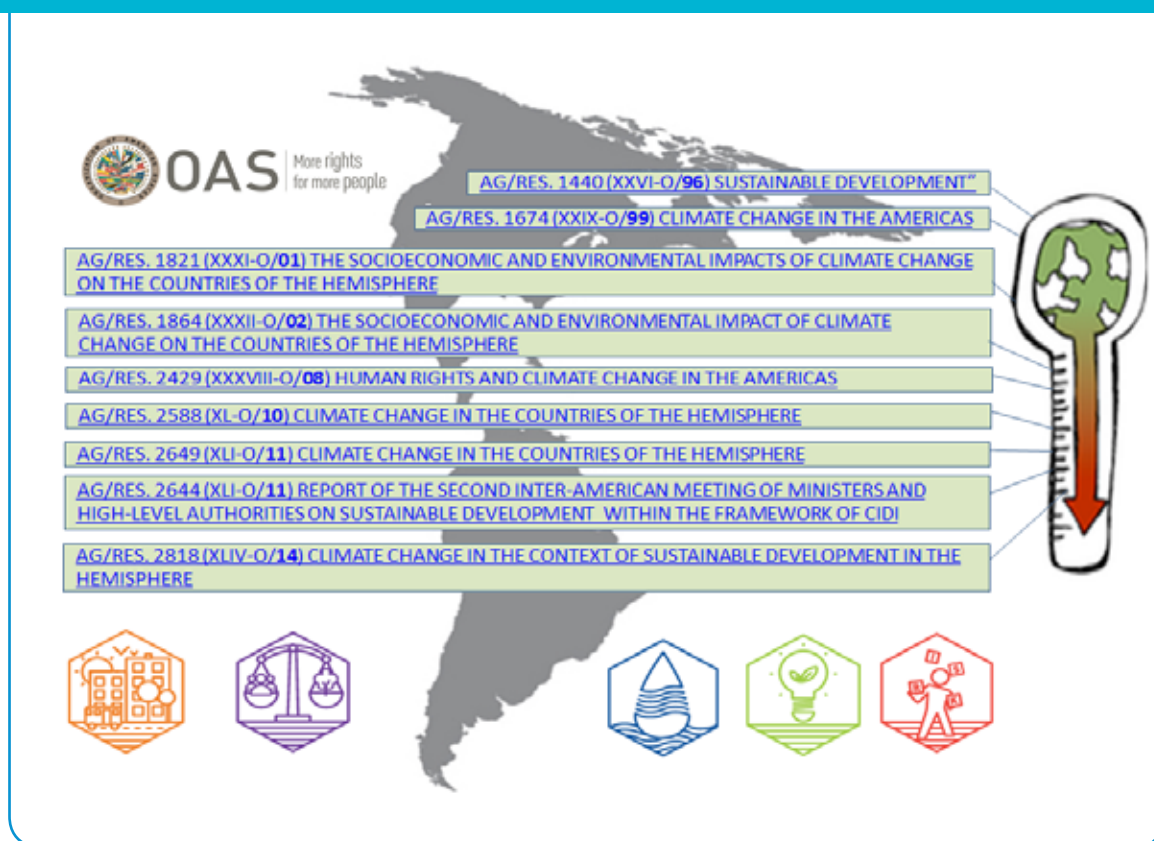 OAS
More rights
for more people
AG/RES. 1440 (XXVI-O/96) SUSTAINABLE DEVELOPMENT”
AG/RES. 1674 (XXIX-O/99) CLIMATE CHANGE IN THE AMERICAS
AG/RES. 1821 (XXXI-O/01) THE SOCIOECONOMIC AND ENVIRONMENTAL IMPACTS OF CLIMATE CHANGE
ON THE COUNTRIES OF THE HEMISPHERE
AG/RES. 1864 (XXXII-O/02) THE SOCIOECONOMIC AND ENVIRONMENTAL IMPACT OF CLIMATE
CHANGE ON THE COUNTRIES OF THE HEMISPHERE
AG/RES. 2429 (XXXVIII-O/08) HUMAN RIGHTS AND CLIMATE CHANGE IN THE AMERICAS
AG/RES. 2588 (XL-O/10) CLIMATE CHANGE IN THE COUNTRIES OF THE HEMISPHERE
AG/RES. 2649 (XLI-O/11) CLIMATE CHANGE IN THE COUNTRIES OF THE HEMISPHERE
AG/RES. 2644 (XLI-O/11) REPORT OF THE SECOND INTER-AMERICAN MEETING OF MINISTERS AND
HIGH-LEVEL AUTHORITIES ON SUSTAINABLE DEVELOPMENT WITHIN THE FRAMEWORK OF CIDI
AG/RES. 2818 (XLIV-O/14) CLIMATE CHANGE IN THE CONTEXT OF SUSTAINABLE DEVELOPMENT IN THE
HEMISPHERE